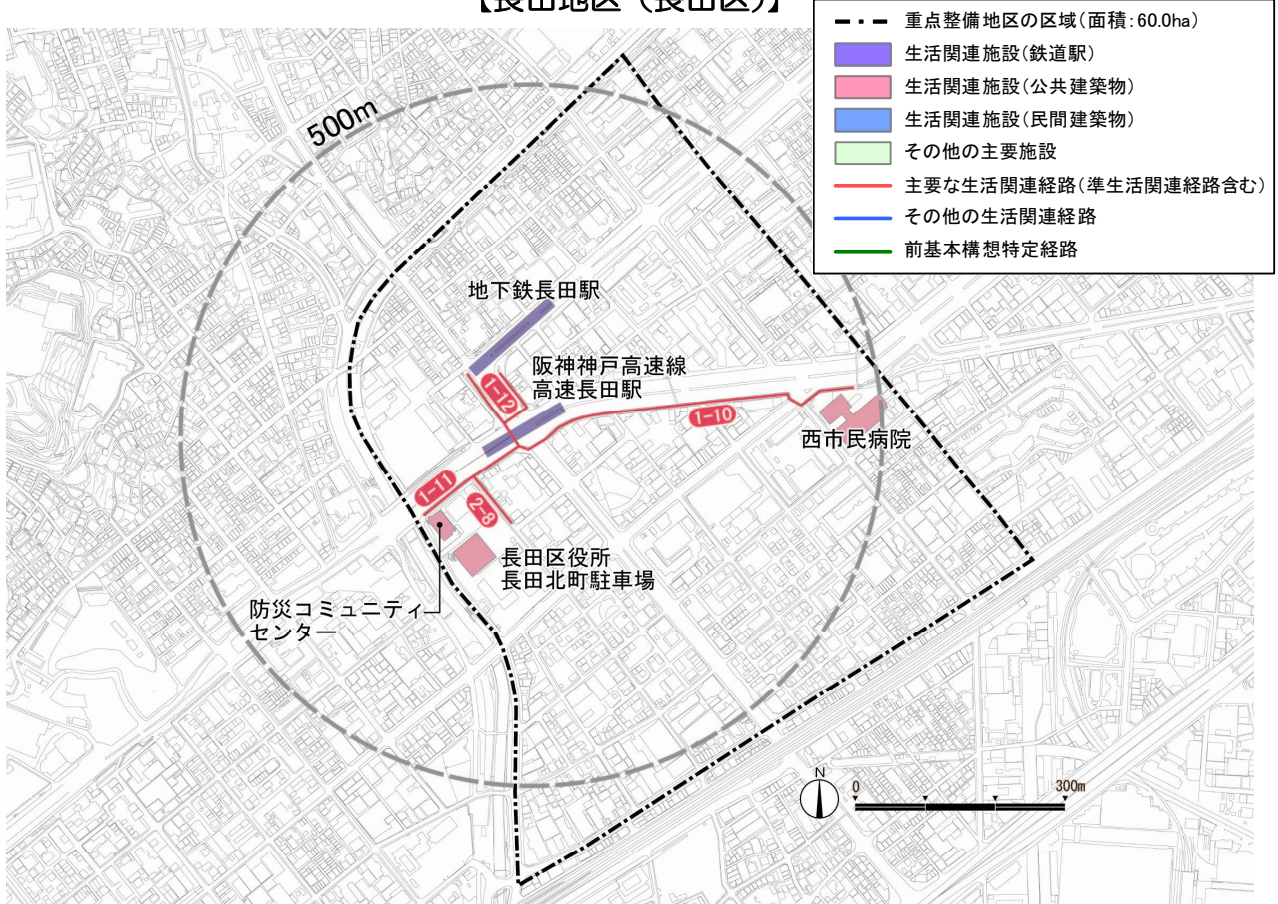 【長田地区（長田区）】
重点整備地区の区域(面積:60.0ha)
生活関連施設(鉄道駅)
生活関連施設(公共建築物)
生活関連施設(民間建築物)
その他の主要施設
主要な生活関連経路(準生活関連経路含む)
その他の生活関連経路
前基本構想特定経路
500m
地下鉄長田駅
阪神神戸高速線
高速長田駅
1-12
1-10
西市民病院
1-11
2-8
長田区役所
長田北町駐車場
防災コミュニティ
センター
N
0
300m